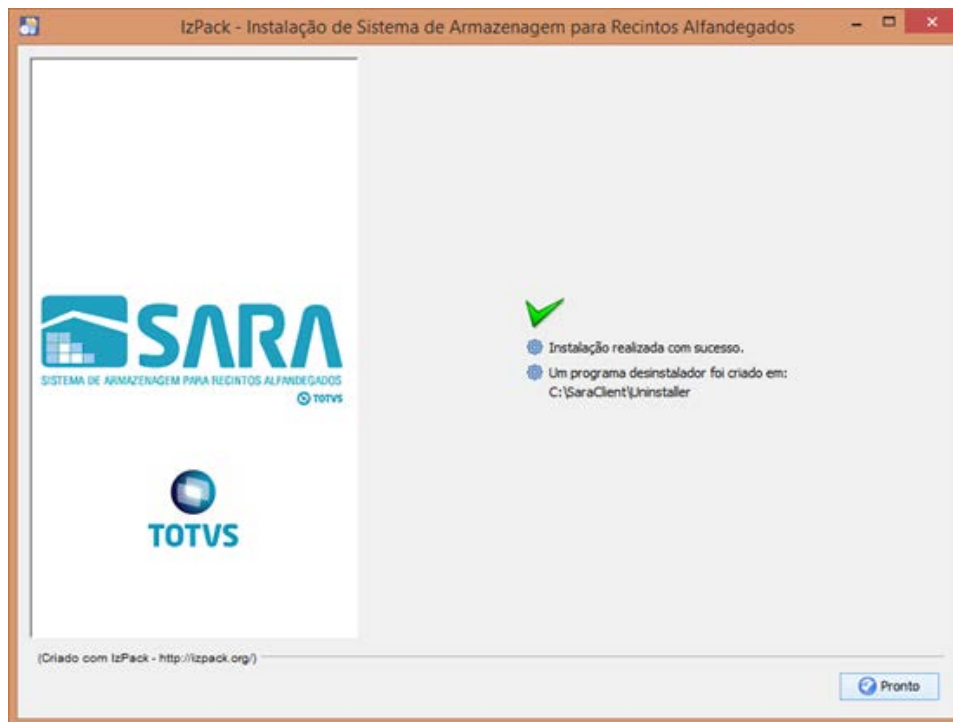 IzPack - Instalação de Sistema de Armazenagem para Recintos Alfandegados
SARA
SISTEMA DE ARMAZENAGEM PARA RECINTOS ALFANDEGADOS
TOTVS
TOTVS
Instalação realizada com sucesso.
Um programa desinstalador foi criado em:
C:\SaraClient\Uninstaller
(Criado com IzPack - http://izpack.org/)
Pronto